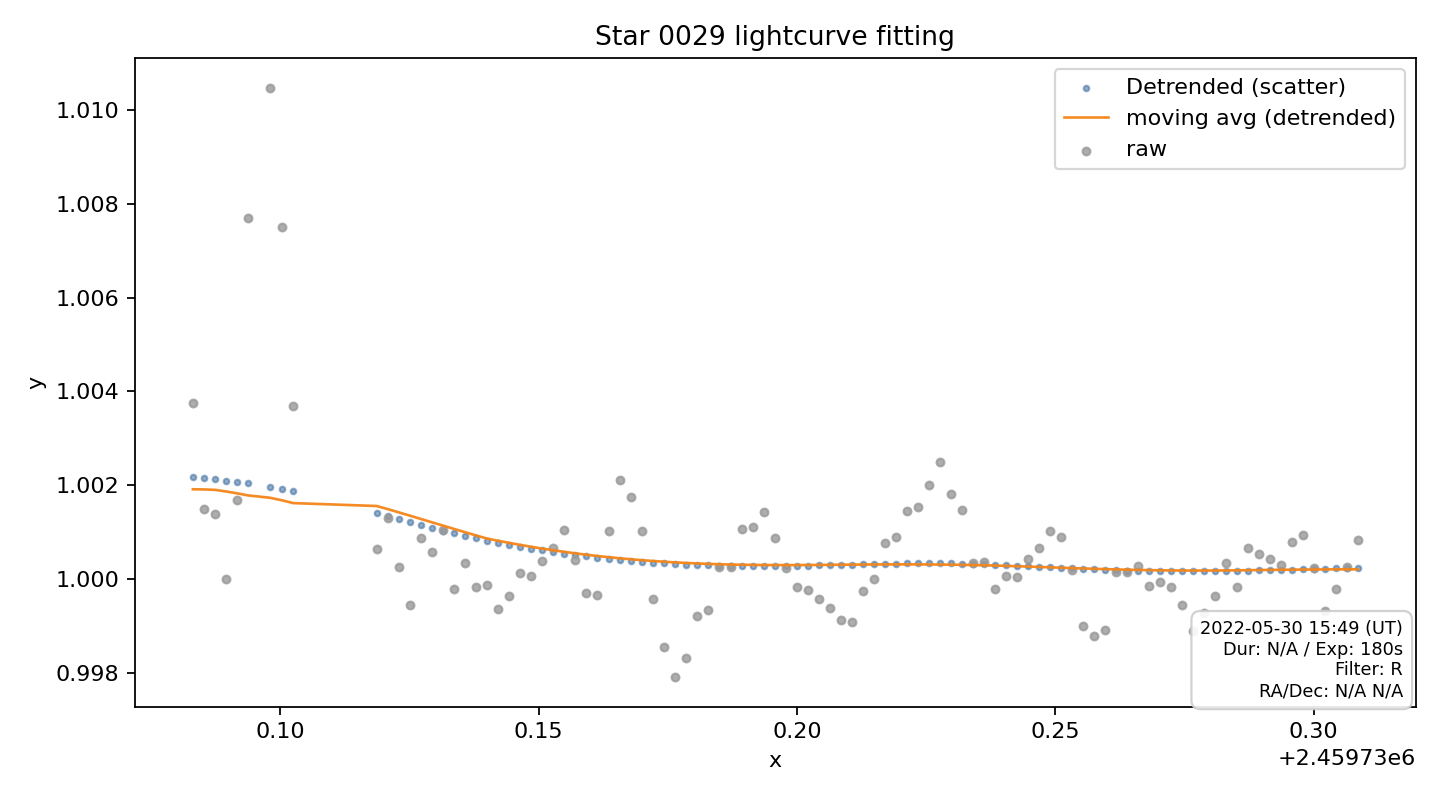 Star 0029 lightcurve fitting
Detrended (scatter)
moving avg (detrended)
raw
1.010
1.008
1.006
1.004
1.002
1.000
0.998
y
2022-05-30 15:49 (UT)
Dur: N/A / Exp: 180s
Filter: R
RA/Dec: N/A N/A
0.10 0.15 0.20 0.25 0.30
x
+2.45973e6